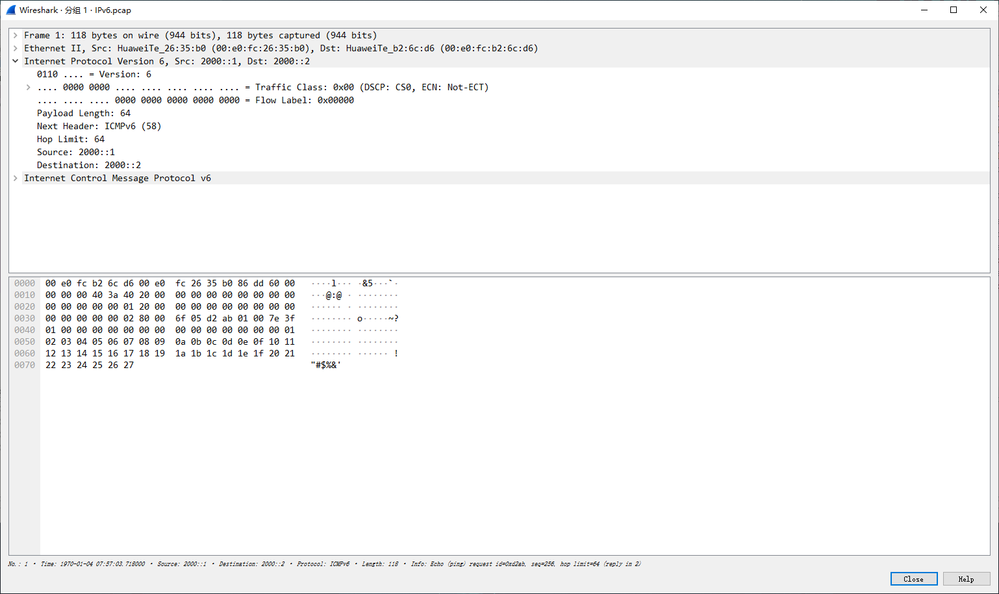 Wireshark · 分组 1 · IPv6.pcap
Frame 1: 118 bytes on wire (944 bits), 118 bytes captured (944 bits)
Ethernet II, Src: HuaweiTe_26:35:b0 (00:e0:fc:26:35:b0), Dst: HuaweiTe_b2:6c:d6 (00:e0:fc:b2:6c:d6)
Internet Protocol Version 6, Src: 2000::1, Dst: 2000::2
0110 .... = Version: 6
.... 0000 0000 .... .... .... .... .... = Traffic Class: 0x00 (DSCP: CS0, ECN: Not-ECT)
.... .... .... 0000 0000 0000 0000 0000 = Flow Label: 0x00000
Payload Length: 64
Next Header: ICMPv6 (58)
Hop Limit: 64
Source: 2000::1
Destination: 2000::2
Internet Control Message Protocol v6
0000 00 e0 fc b2 6c d6 00 e0 fc 26 35 b0 86 dd 60 00 ····l··· ·&5···`·
0010 00 00 00 40 3a 40 20 00 00 00 00 00 00 00 00 00 ···@:@ · ········
0020 00 00 00 00 00 01 20 00 00 00 00 00 00 00 00 00 ······ · ········
0030 00 00 00 00 00 02 80 00 6f 05 d2 ab 01 00 7e 3f ········ o·····~?
0040 01 00 00 00 00 00 00 00 00 00 00 00 00 00 00 01 ········ ········
0050 02 03 04 05 06 07 08 09 0a 0b 0c 0d 0e 0f 10 11 ········ ········
0060 12 13 14 15 16 17 18 19 1a 1b 1c 1d 1e 1f 20 21 ········ ······ !
0070 22 23 24 25 26 27 "#$%&'
No.: 1 · Time: 1970-01-04 07:57:03.718000 · Source: 2000::1 · Destination: 2000::2 · Protocol: ICMPv6 · Length: 118 · Info: Echo (ping) request id=0xd2ab, seq=256, hop limit=64 (reply in 2)
Close
Help